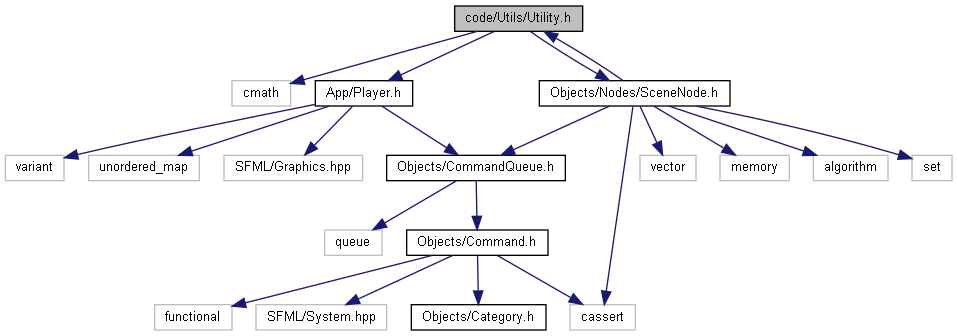 code/Utils/Utility.h
cmath
App/Player.h
Objects/Nodes/SceneNode.h
variant
unordered_map
SFML/Graphics.hpp
Objects/CommandQueue.h
vector
memory
algorithm
set
queue
Objects/Command.h
functional
SFML/System.hpp
Objects/Category.h
cassert